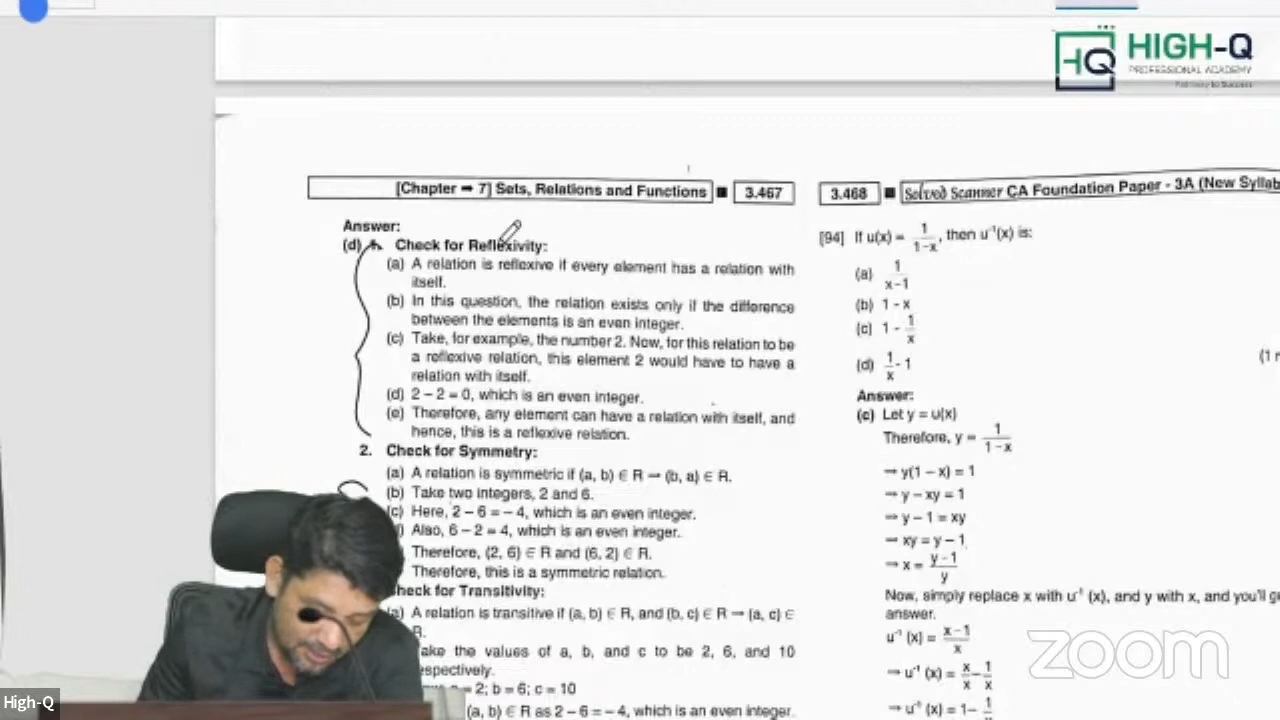 HIGH-Q
PROFESSIONAL ACADEMY
Pathway to Success
[Chapter ➡ 7] Sets, Relations and Functions ■ 3.467
Answer:
(d) Check for Reflexivity:
(a) A relation is reflexive if every element has a relation with
itself.
(b) In this question, the relation exists only if the difference
between the elements is an even integer.
(c) Take, for example, the number 2. Now, for this relation to be
a reflexive relation, this element 2 would have to have a
relation with itself.
(d) 2 – 2 = 0, which is an even integer.
(e) Therefore, any element can have a relation with itself, and
hence, this is a reflexive relation.
2. Check for Symmetry:
(a) A relation is symmetric if (a, b) ∈ R → (b, a) ∈ R.
(b) Take two integers, 2 and 6.
(c) Here, 2 – 6 = – 4, which is an even integer.
Also, 6 – 2 = 4, which is an even integer.
Therefore, (2, 6) ∈ R and (6, 2) ∈ R.
Therefore, this is a symmetric relation.
heck for Transitivity:
(a) A relation is transitive if (a, b) ∈ R, and (b, c) ∈ R → (a, c) ∈
R.
ake the values of a, b, and c to be 2, 6, and 10
espectively.
= 2; b = 6; c = 10
(a, b) ∈ R as 2 – 6 = – 4, which is an even integer.
3.468 ■ Solved Scanner CA Foundation Paper - 3A (New Syllab
[94] If u(x) = 1/(1-x), then u⁻¹(x) is:
(a) 1/(x-1)
(b) 1 - x
(c) 1 - 1/x
(d) 1/x - 1
(1 
Answer:
(c) Let y = u(x)
Therefore, y = 1/(1-x)
→ y(1 – x) = 1
→ y – xy = 1
→ y – 1 = xy
→ xy = y – 1
→ x = (y-1)/y
Now, simply replace x with u⁻¹ (x), and y with x, and you'll ge
answer.
u⁻¹ (x) = (x-1)/x
→ u⁻¹ (x) = x/x - 1/x
→ u⁻¹ (x) = 1 - 1/
zoom
High-Q